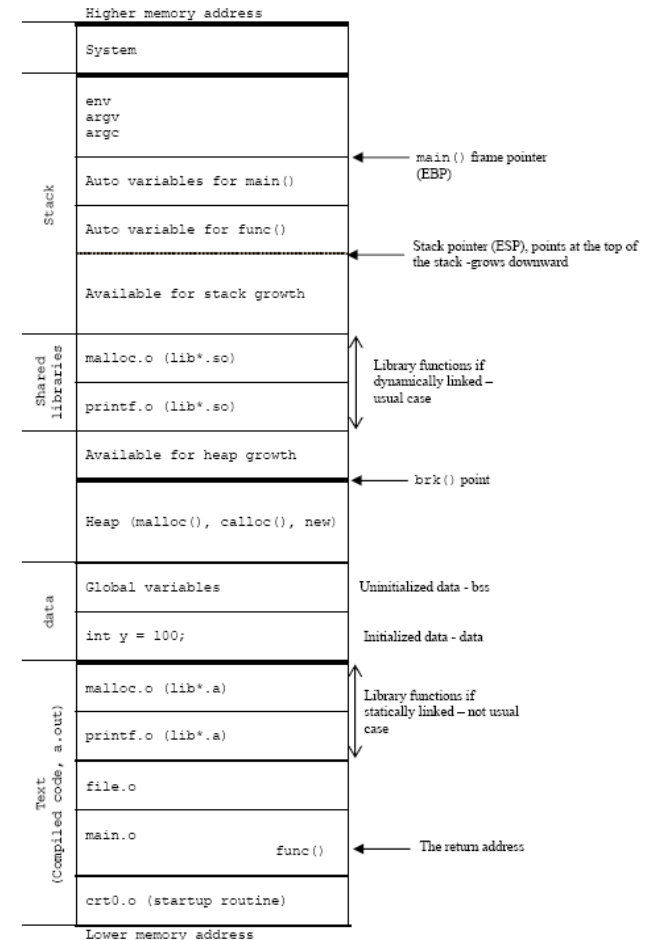 Higher memory address
System
env
argv
argc
main() frame pointer
(EBP)
Auto variables for main()
Stack
Auto variable for func()
Stack pointer (ESP), points at the top of
the stack -grows downward
Available for stack growth
Shared
libraries
malloc.o (lib*.so)
printf.o (lib*.so)
Library functions if
dynamically linked –
usual case
Available for heap growth
brk() point
Heap (malloc(), calloc(), new)
data
Global variables
Uninitialized data - bss
int y = 100;
Initialized data - data
Text
(Compiled code, a.out)
malloc.o (lib*.a)
printf.o (lib*.a)
Library functions if
statically linked – not usual
case
file.o
main.o
func()
The return address
crt0.o (startup routine)
Lower memory address